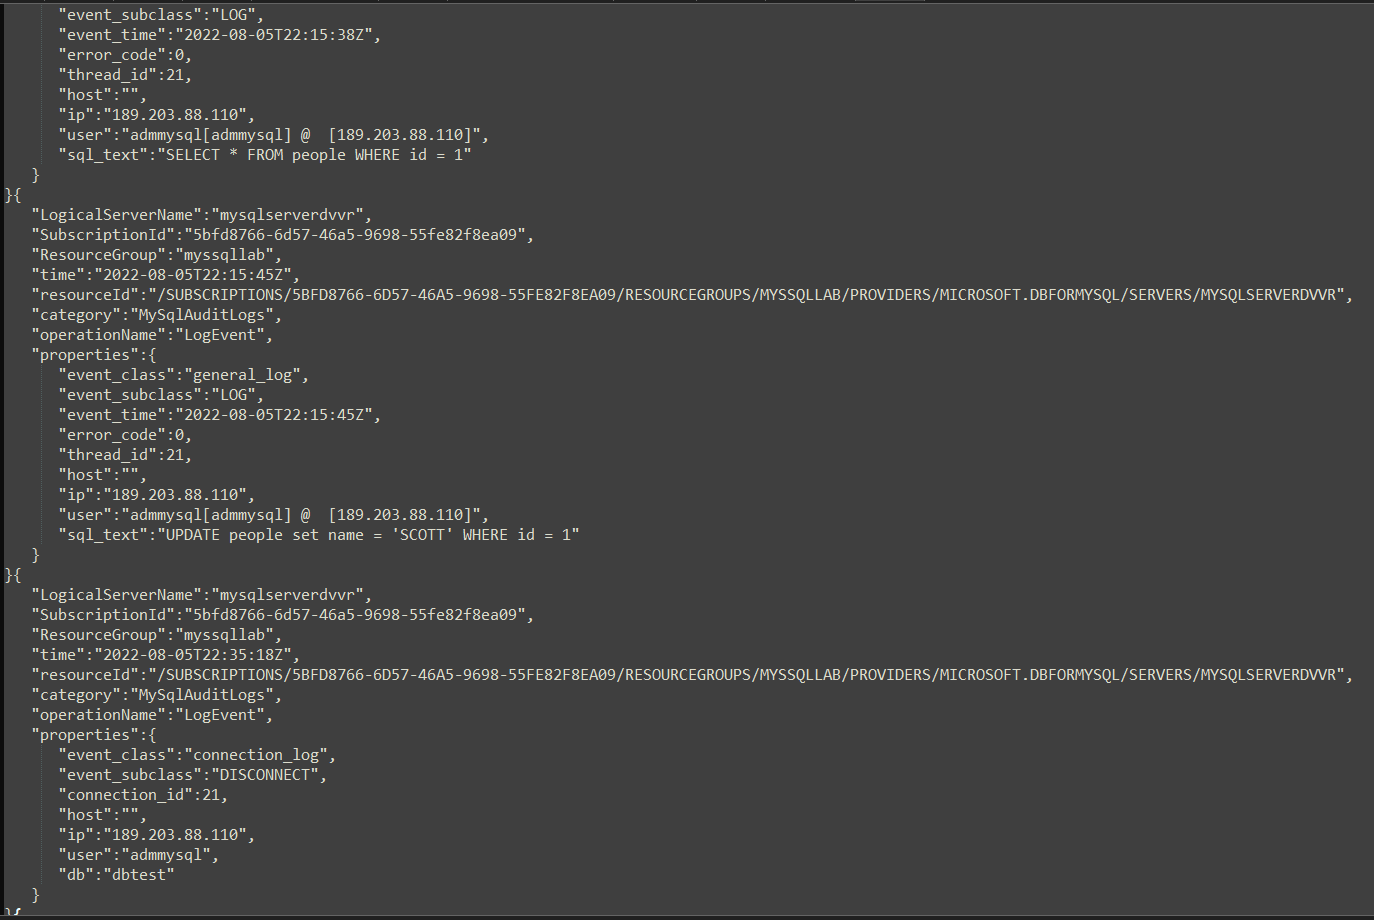 "event_subclass":"LOG",
"event_time":"2022-08-05T22:15:38Z",
"error_code":0,
"thread_id":21,
"host":"",
"ip":"189.203.88.110",
"user":"admmysql[admmysql] @  [189.203.88.110]",
"sql_text":"SELECT * FROM people WHERE id = 1"
}
}{
"LogicalServerName":"mysqlserverdvvr",
"SubscriptionId":"5bfd8766-6d57-46a5-9698-55fe82f8ea09",
"ResourceGroup":"myssqllab",
"time":"2022-08-05T22:15:45Z",
"resourceId":"/SUBSCRIPTIONS/5BFD8766-6D57-46A5-9698-55FE82F8EA09/RESOURCEGROUPS/MYSSQLLAB/PROVIDERS/MICROSOFT.DBFORMYSQL/SERVERS/MYSQLSERVERDVVR",
"category":"MySqlAuditLogs",
"operationName":"LogEvent",
"properties":{
"event_class":"general_log",
"event_subclass":"LOG",
"event_time":"2022-08-05T22:15:45Z",
"error_code":0,
"thread_id":21,
"host":"",
"ip":"189.203.88.110",
"user":"admmysql[admmysql] @  [189.203.88.110]",
"sql_text":"UPDATE people set name = 'SCOTT' WHERE id = 1"
}
}{
"LogicalServerName":"mysqlserverdvvr",
"SubscriptionId":"5bfd8766-6d57-46a5-9698-55fe82f8ea09",
"ResourceGroup":"myssqllab",
"time":"2022-08-05T22:35:18Z",
"resourceId":"/SUBSCRIPTIONS/5BFD8766-6D57-46A5-9698-55FE82F8EA09/RESOURCEGROUPS/MYSSQLLAB/PROVIDERS/MICROSOFT.DBFORMYSQL/SERVERS/MYSQLSERVERDVVR",
"category":"MySqlAuditLogs",
"operationName":"LogEvent",
"properties":{
"event_class":"connection_log",
"event_subclass":"DISCONNECT",
"connection_id":21,
"host":"",
"ip":"189.203.88.110",
"user":"admmysql",
"db":"dbtest"
}
}{